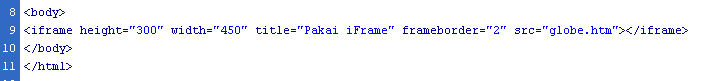 8 <body>
9 <iframe height="300" width="450" title="Pakai iFrame" frameborder="2" src="globe.htm"></iframe>
10 </body>
11 </html>